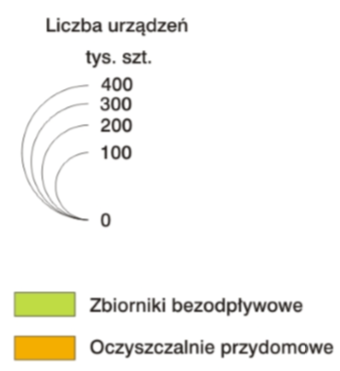 Liczba urządzeń
tys. szt.
400
300
200
100
0
Zbiorniki bezodpływowe
Oczyszczalnie przydomowe